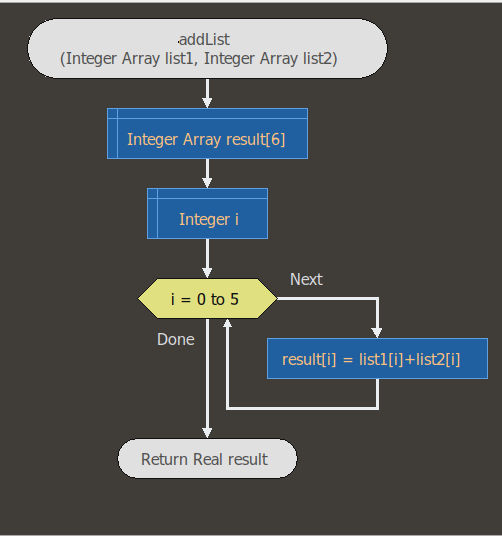 addList
(Integer Array list1, Integer Array list2)
Integer Array result[6]
Integer i
i = 0 to 5
Next
Done
result[i] = list1[i]+list2[i]
Return Real result